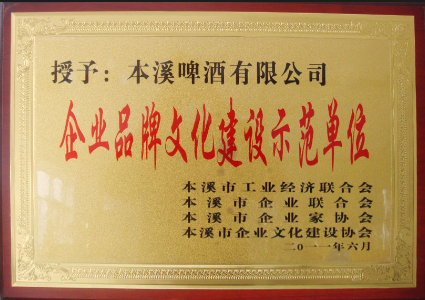 授予：本溪啤酒有限公司
企业品牌文化建设示范单位
本溪市工业经济联合会
本溪市企业联合会
本溪市企业家协会
本溪市企业文化建设协会
二〇一一年六月